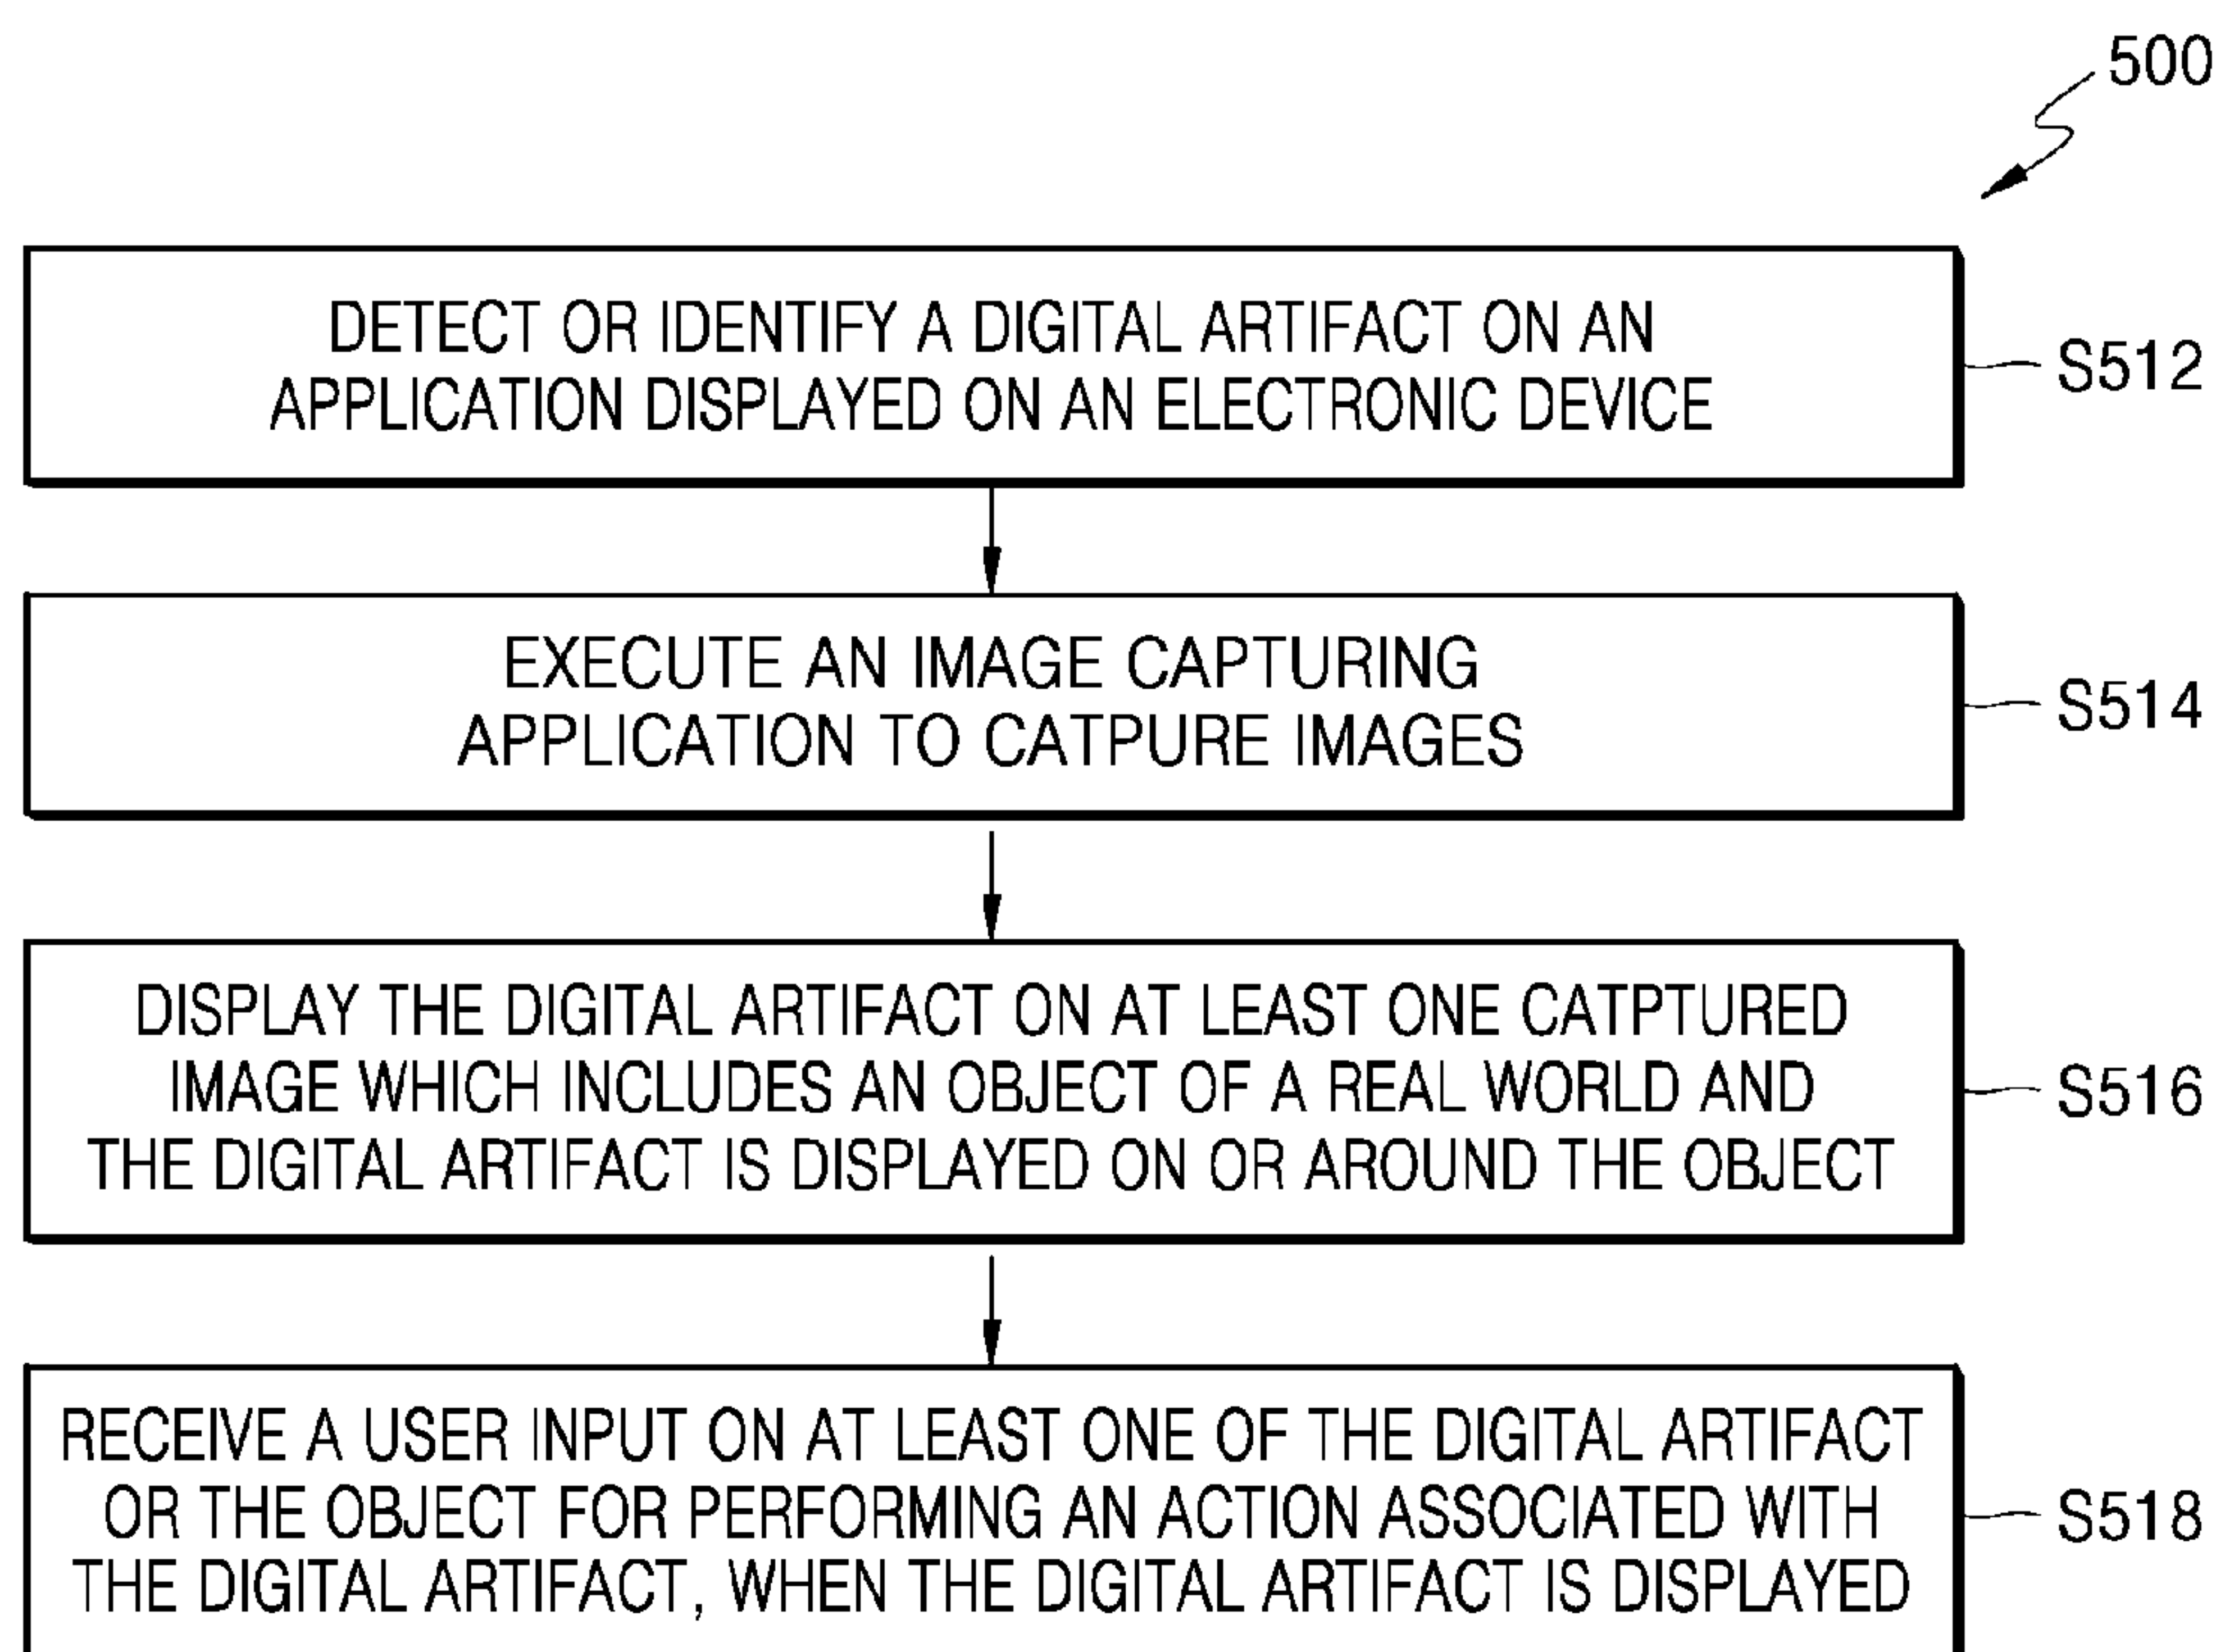 500
DETECT OR IDENTIFY A DIGITAL ARTIFACT ON AN
APPLICATION DISPLAYED ON AN ELECTRONIC DEVICE
S512
EXECUTE AN IMAGE CAPTURING
APPLICATION TO CATPURE IMAGES
S514
DISPLAY THE DIGITAL ARTIFACT ON AT LEAST ONE CATPTURED
IMAGE WHICH INCLUDES AN OBJECT OF A REAL WORLD AND
THE DIGITAL ARTIFACT IS DISPLAYED ON OR AROUND THE OBJECT
S516
RECEIVE A USER INPUT ON AT LEAST ONE OF THE DIGITAL ARTIFACT
OR THE OBJECT FOR PERFORMING AN ACTION ASSOCIATED WITH
THE DIGITAL ARTIFACT, WHEN THE DIGITAL ARTIFACT IS DISPLAYED
S518